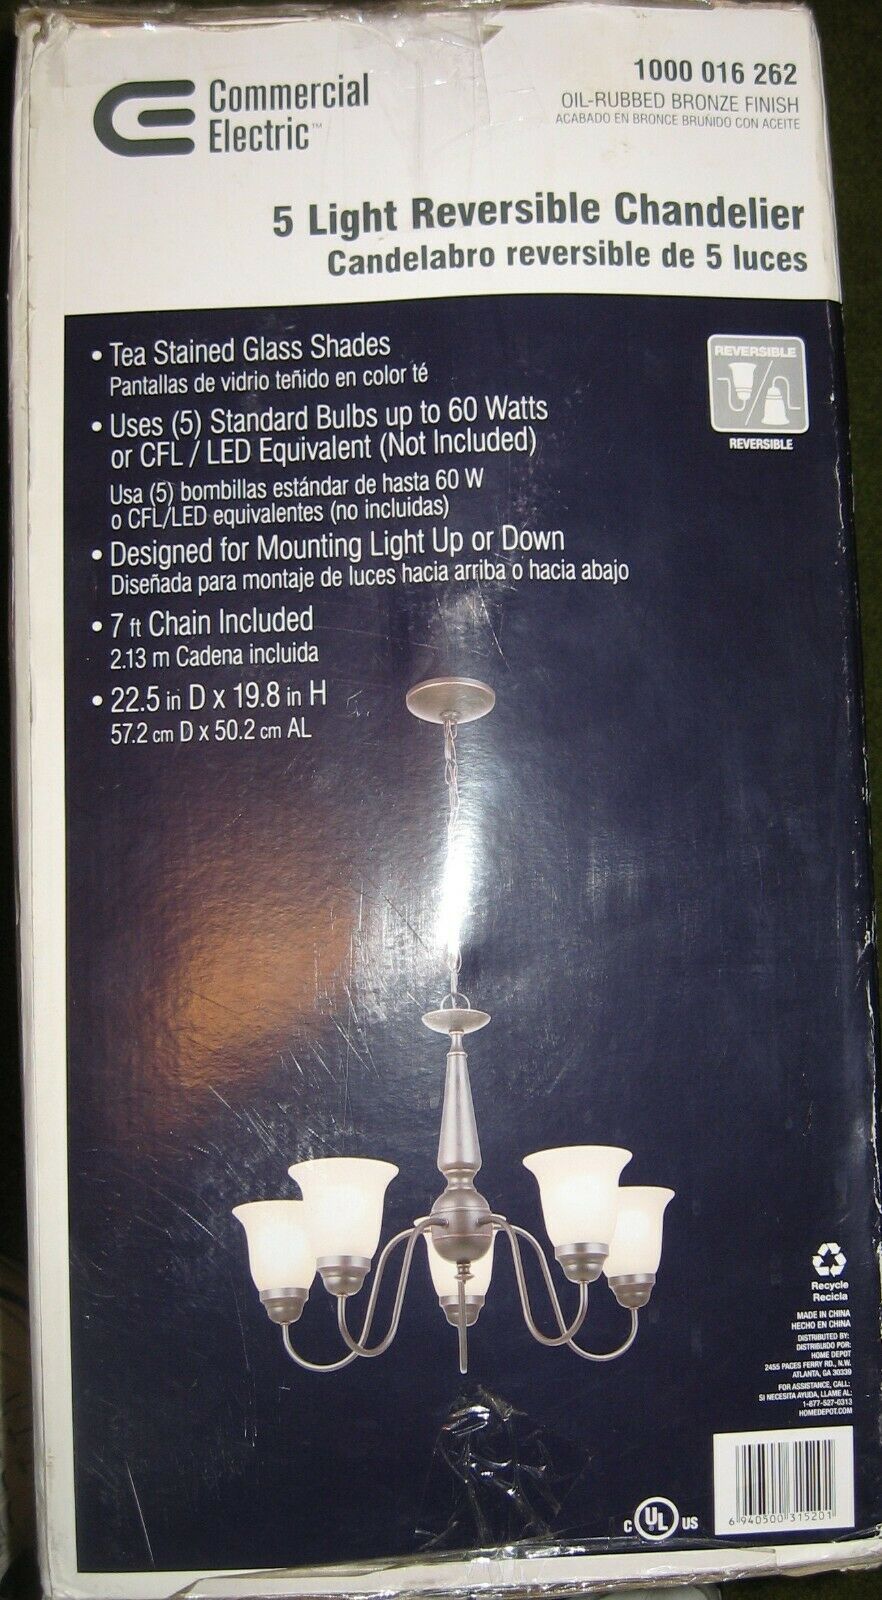 Commercial
Electric™
1000 016 262
OIL-RUBBED BRONZE FINISH
ACABADO EN BRONCE BRUÑIDO CON ACEITE
5 Light Reversible Chandelier
Candelabro reversible de 5 luces
• Tea Stained Glass Shades
Pantallas de vidrio teñido en color té
• Uses (5) Standard Bulbs up to 60 Watts
or CFL / LED Equivalent (Not Included)
Usa (5) bombillas estándar de hasta 60 W
o CFL/LED equivalentes (no incluidas)
• Designed for Mounting Light Up or Down
Diseñada para montaje de luces hacia arriba o hacia abajo
• 7 ft Chain Included
2.13 m Cadena incluida
• 22.5 in D x 19.8 in H
57.2 cm D x 50.2 cm AL
REVERSIBLE
REVERSIBLE
Recycle
Recicla
MADE IN CHINA
HECHO EN CHINA
DISTRIBUTED BY:
DISTRIBUIDO POR:
HOME DEPOT
2455 PACES FERRY RD., N.W.
ATLANTA, GA 30339
FOR ASSISTANCE, CALL:
SI NECESITA AYUDA, LLAME AL:
1-877-527-0313
HOMEDEPOT.COM
C UL US
6 940500 315201